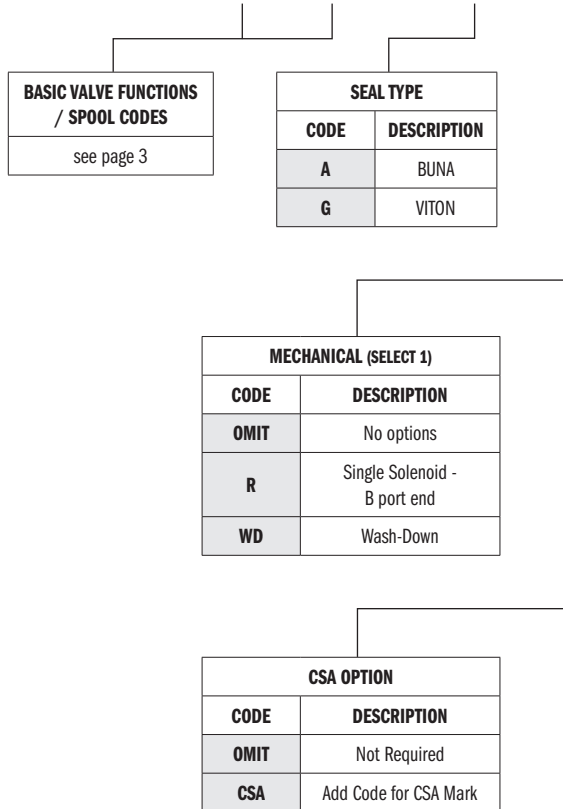 BASIC VALVE FUNCTIONS
/ SPOOL CODES
see page 3
SEAL TYPE
CODE DESCRIPTION
A BUNA
G VITON
MECHANICAL (SELECT 1)
CODE DESCRIPTION
OMIT No options
R Single Solenoid -
B port end
WD Wash-Down
CSA OPTION
CODE DESCRIPTION
OMIT Not Required
CSA Add Code for CSA Mark